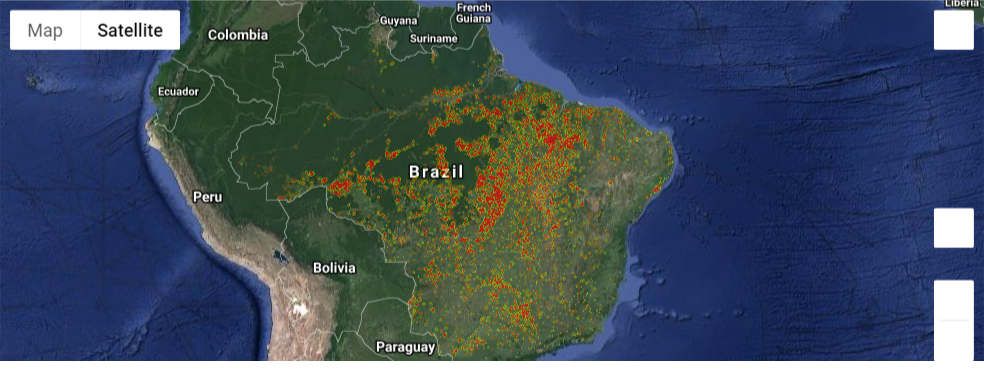 Liberia
French
Guiana
Guyana
Map
Satellite
Colombia
Suriname
Ecuador
Brazil
Peru
Bolivia
Paraguay